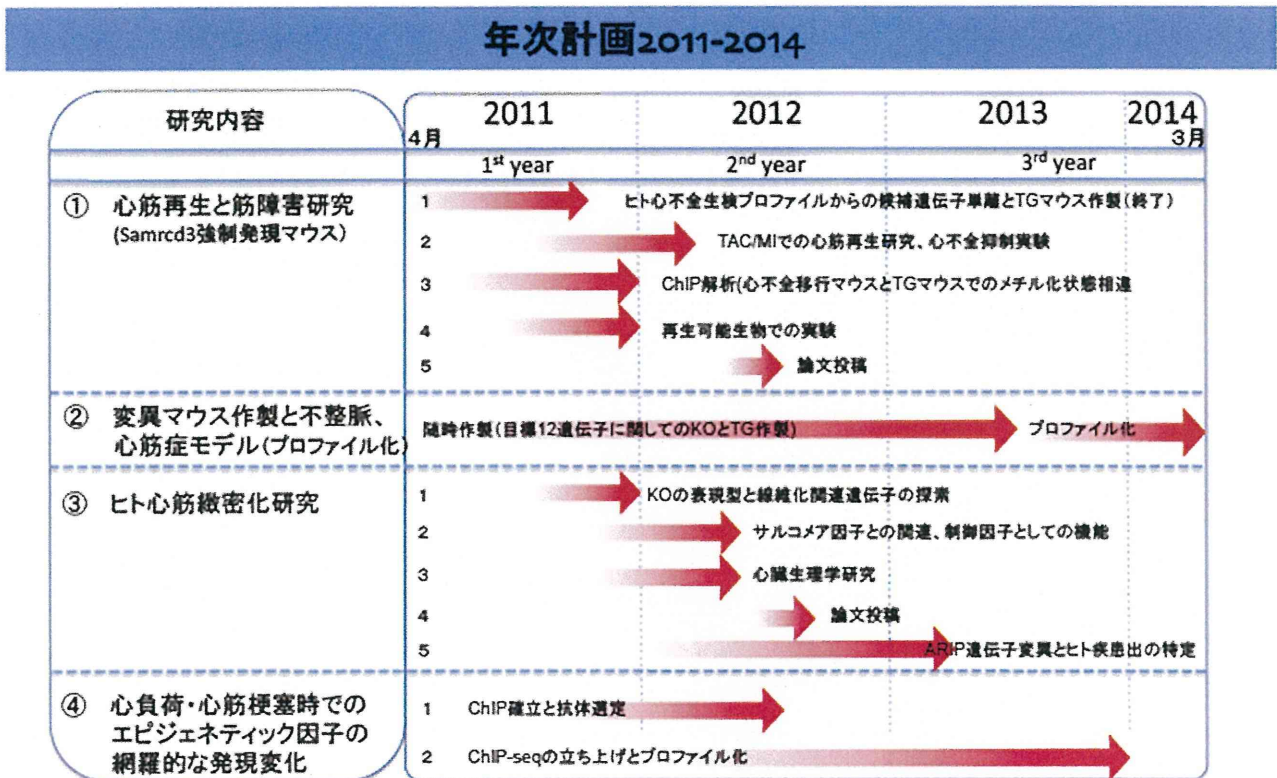 年次計画2011-2014
研究内容
2011
2012
2013
2014
4月
3月
1st year
2nd year
3rd year
① 心筋再生と筋障害研究
(Samrcd3強制発現マウス)
1 ヒト心不全生検プロファイルからの候補遺伝子単離とTGマウス作製(終了)
2 TAC/MIでの心筋再生研究、心不全抑制実験
3 ChIP解析(心不全移行マウスとTGマウスでのメチル化状態相違
4 再生可能生物での実験
5 論文投稿
② 変異マウス作製と不整脈、
心筋症モデル(プロファイル化)
随時作製(目標12遺伝子に関してのKOとTG作製)
プロファイル化
③ ヒト心筋緻密化研究
1 KOの表現型と線維化関連遺伝子の探索
2 サルコメア因子との関連、制御因子としての機能
3 心臓生理学研究
4 論文投稿
5 ARIP遺伝子変異とヒト疾患出の特定
④ 心負荷・心筋梗塞時での
エピジェネティック因子の
網羅的な発現変化
1 ChIP確立と抗体選定
2 ChIP-seqの立ち上げとプロファイル化